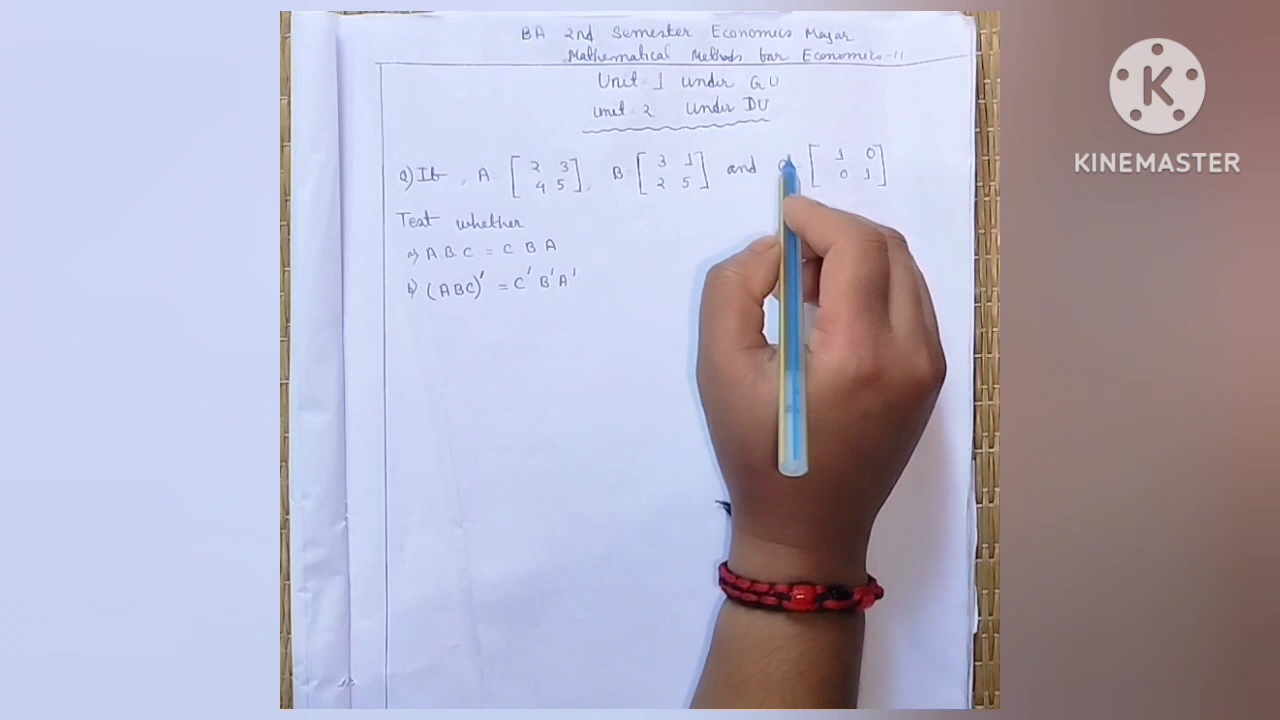 BA 2nd Semester Economics Major
Mathematical Methods for Economics-II
Unit-1 under GU
unit-2 under DU
a) If, A [2 3
4 5], B [3 1
2 5] and [1 0
0 1]
Test whether
a) A B C = C B A
b) (ABC)' = C' B' A'
K
KINEMASTER